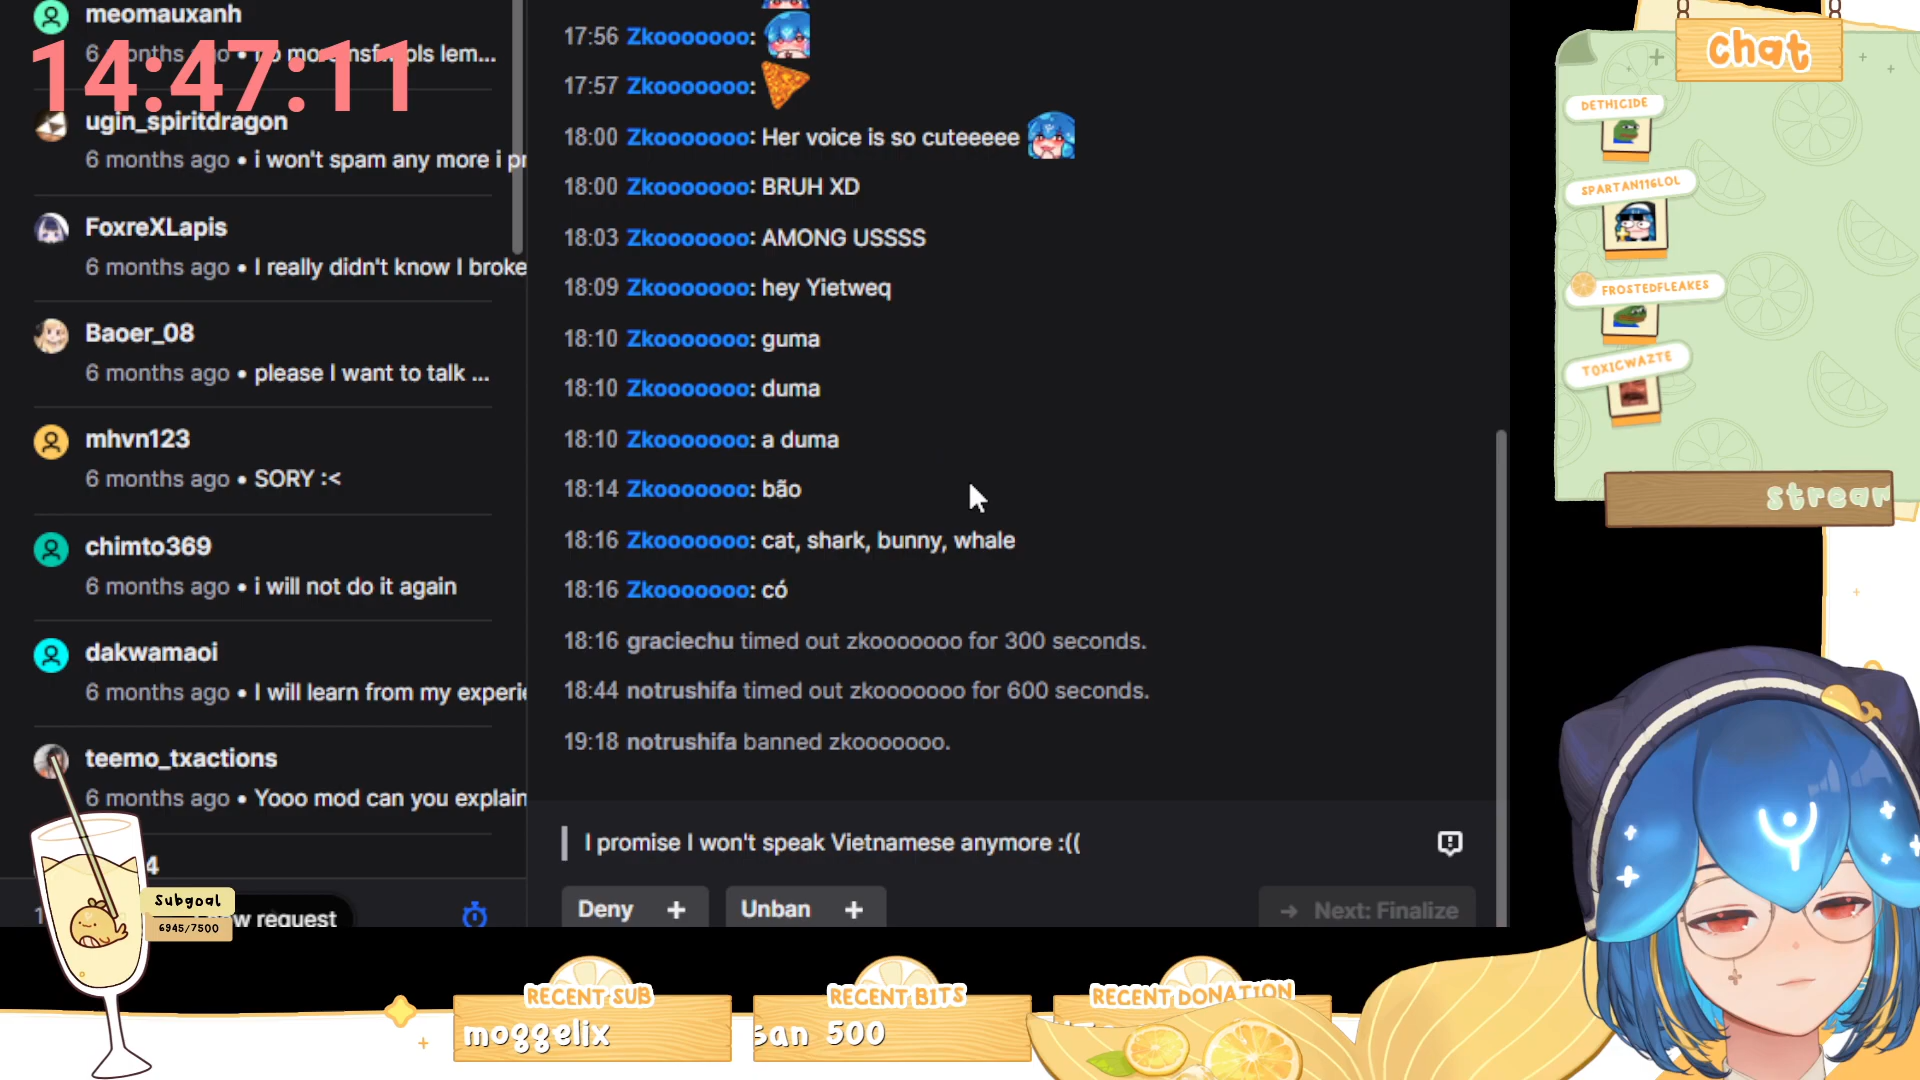 meomauxanh
14:47:11
ugin_spiritdragon
6 months ago • i won't spam any more i pr
FoxreXLapis
6 months ago • I really didn't know I broke
Baoer_08
6 months ago • please I want to talk ...
mhvn123
6 months ago • SORY :<
chimto369
6 months ago • i will not do it again
dakwamaoi
6 months ago • I will learn from my experie
teemo_txactions
6 months ago • Yooo mod can you explain
4
Subgoal
6945/7500
request
17:56 Zkooooooo:
17:57 Zkooooooo:
18:00 Zkooooooo: Her voice is so cuteeeee
18:00 Zkooooooo: BRUH XD
18:03 Zkooooooo: AMONG USSSS
18:09 Zkooooooo: hey Yietweq
18:10 Zkooooooo: guma
18:10 Zkooooooo: duma
18:10 Zkooooooo: a duma
18:14 Zkooooooo: bão
18:16 Zkooooooo: cat, shark, bunny, whale
18:16 Zkooooooo: có
18:16 graciechu timed out zkooooooo for 300 seconds.
18:44 notrushifa timed out zkooooooo for 600 seconds.
19:18 notrushifa banned zkooooooo.
I promise I won't speak Vietnamese anymore :((
Deny +
Unban +
→ Next: Finalize
chat
DETHICIDE
SPARTAN116LOL
FROSTEDFLEAKES
TOXICWAZTE
stream
RECENT SUB
moggelix
RECENT BITS
san 500
RECENT DONATION